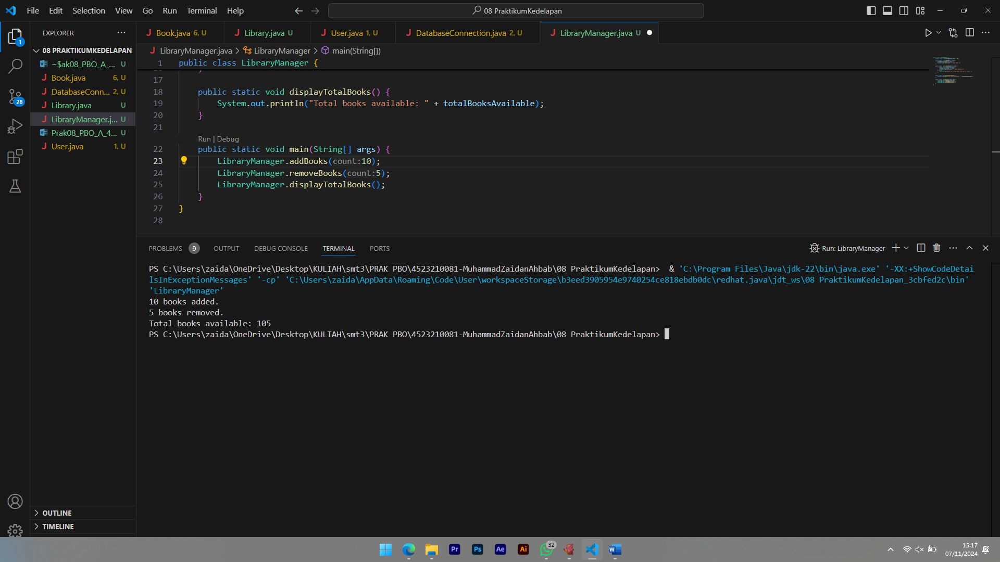 File Edit Selection View Go Run Terminal Help
08 PraktikumKedelapan
EXPLORER
08 PRAKTIKUMKEDELAPAN
~$ak08_PBO_A_... U
Book.java 6, U
DatabaseConn... 2, U
Library.java U
LibraryManager.j... U
Prak08_PBO_A_4... U
User.java 1, U
1
28
OUTLINE
TIMELINE
Book.java 6, U
Library.java U
User.java 1, U
DatabaseConnection.java 2, U
LibraryManager.java U
LibraryManager.java > LibraryManager > main(String[])
1 public class LibraryManager {
17
18 public static void displayTotalBooks() {
19 System.out.println("Total books available: " + totalBooksAvailable);
20 }
21
Run | Debug
22 public static void main(String[] args) {
23 LibraryManager.addBooks(count:10);
24 LibraryManager.removeBooks(count:5);
25 LibraryManager.displayTotalBooks();
26 }
27 }
28
PROBLEMS 9 OUTPUT DEBUG CONSOLE TERMINAL PORTS
Run: LibraryManager
PS C:\Users\zaida\OneDrive\Desktop\KULIAH\smt3\PRAK PBO\4523210081-MuhammadZaidanAhbab\08 PraktikumKedelapan> & 'C:\Program Files\Java\jdk-22\bin\java.exe' '-XX:+ShowCodeDetai
lsInExceptionMessages' '-cp' 'C:\Users\zaida\AppData\Roaming\Code\User\workspaceStorage\b3eed3905954e9740254ce818ebdb0dc\redhat.java\jdt_ws\08 PraktikumKedelapan_3cbfed2c\bin'
'LibraryManager'
10 books added.
5 books removed.
Total books available: 105
PS C:\Users\zaida\OneDrive\Desktop\KULIAH\smt3\PRAK PBO\4523210081-MuhammadZaidanAhbab\08 PraktikumKedelapan>
Pr
Ps
Ae
Ai
32
15:17
07/11/2024